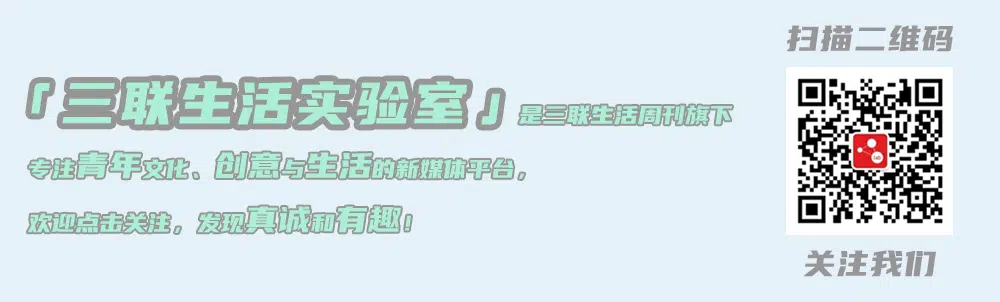 「三联生活实验室」是三联生活周刊旗下
专注青年文化、创意与生活的新媒体平台，
欢迎点击关注，发现真诚和有趣！
扫描二维码
关注我们